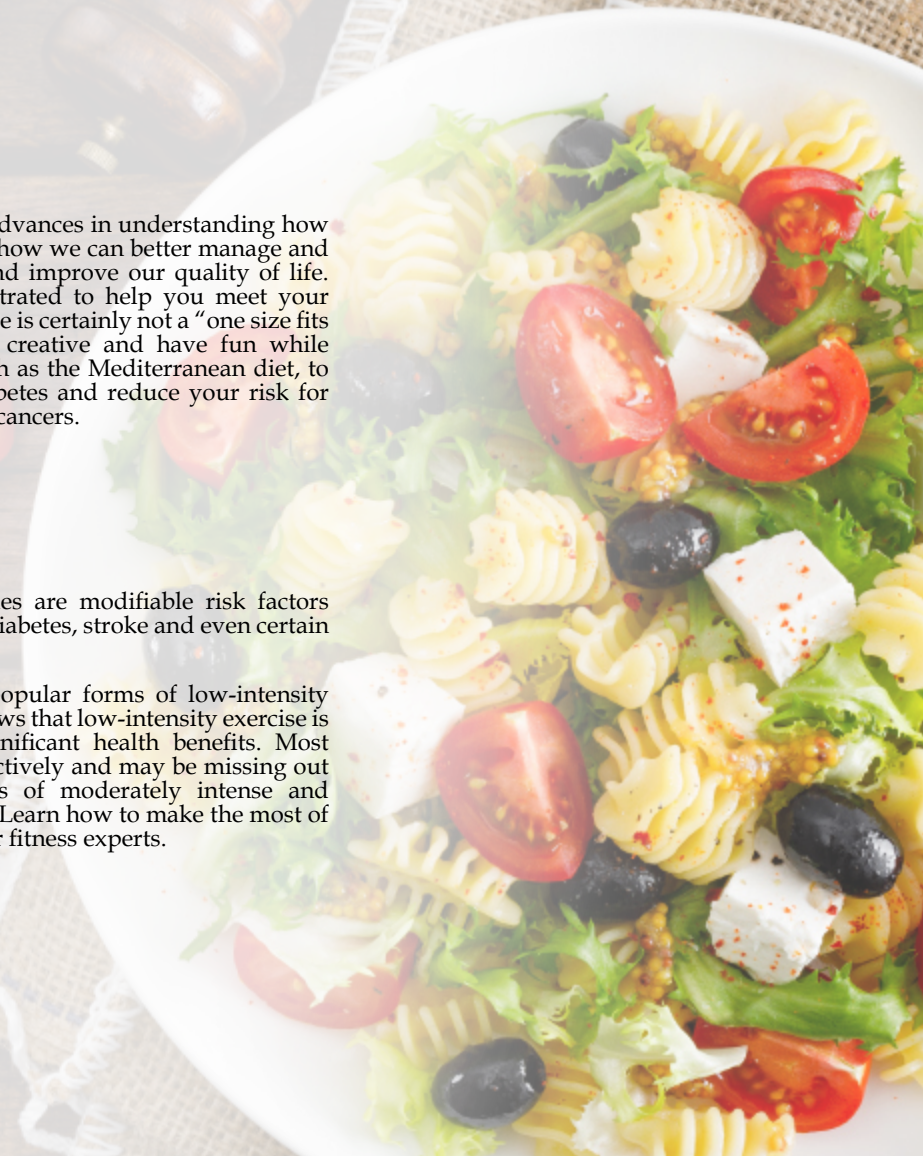 dvances in understanding how
how we can better manage and
nd improve our quality of life.
trated to help you meet your
e is certainly not a “one size fits
creative and have fun while
h as the Mediterranean diet, to
betes and reduce your risk for
cancers.
es are modifiable risk factors
iabetes, stroke and even certain
opular forms of low-intensity
ws that low-intensity exercise is
nificant health benefits. Most
ctively and may be missing out
s of moderately intense and
Learn how to make the most of
r fitness experts.